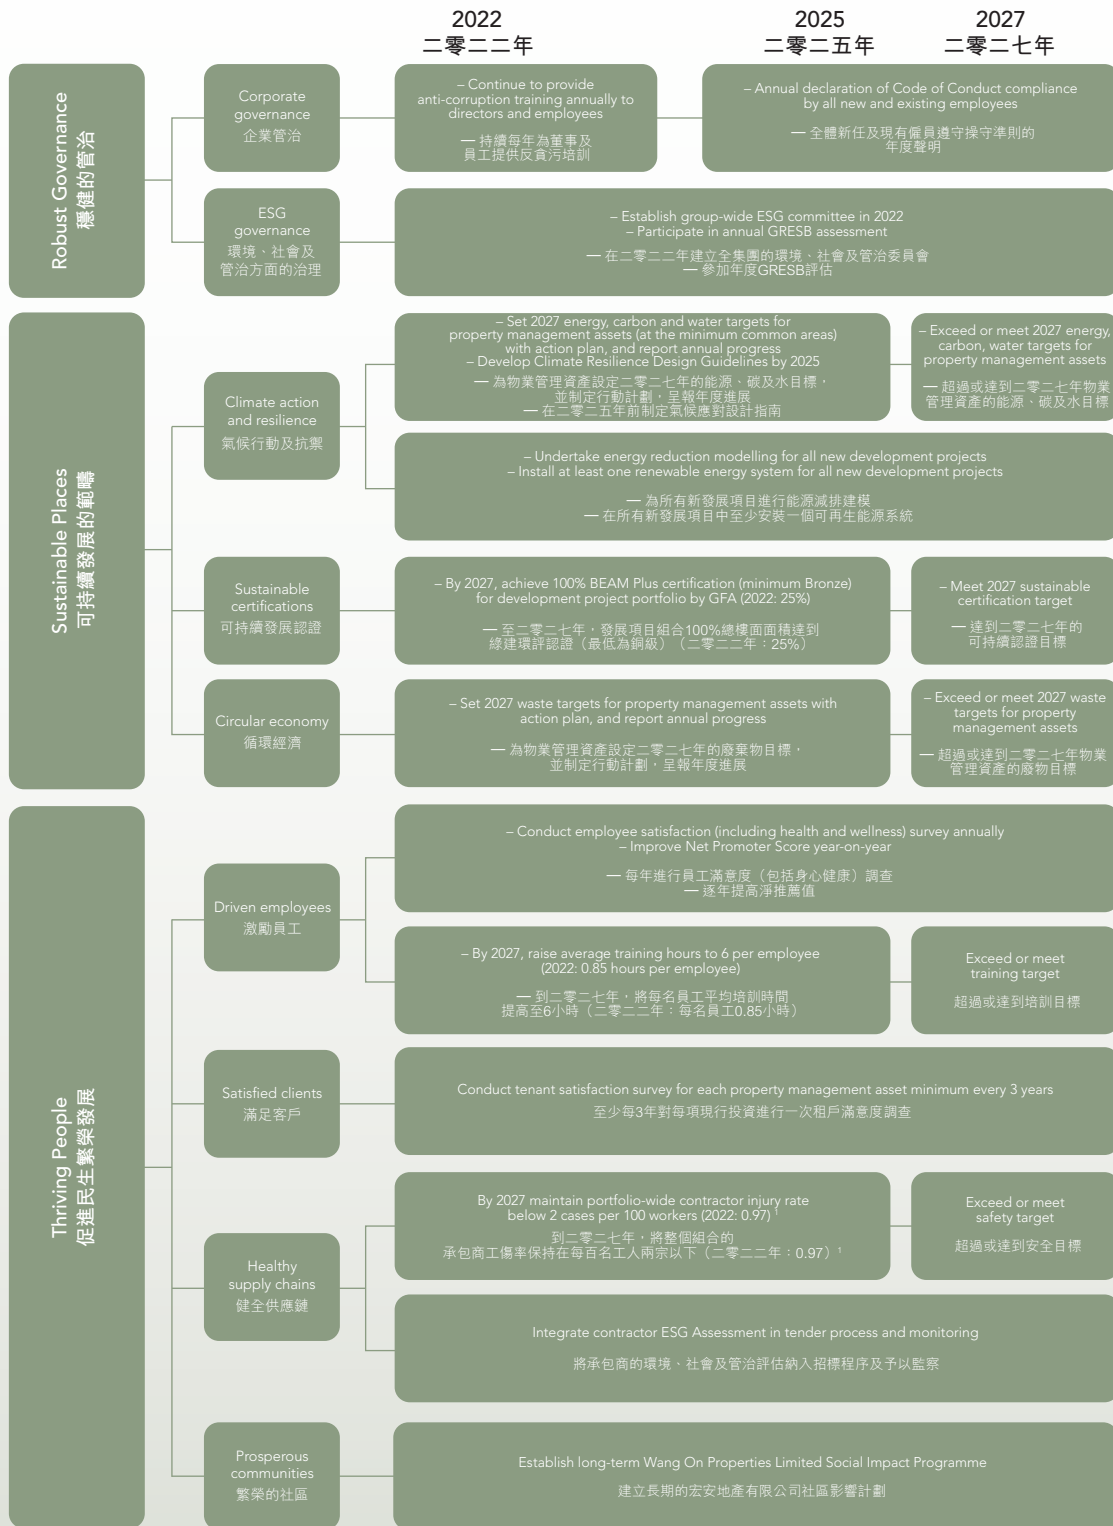 2022
二零二二年
2025
二零二五年
2027
二零二七年
Robust Governance
穩健的管治
Corporate
governance
企業管治
– Continue to provide
anti-corruption training annually to
directors and employees
— 持續每年為董事及
員工提供反貪污培訓
– Annual declaration of Code of Conduct compliance
by all new and existing employees
— 全體新任及現有僱員遵守操守準則的
年度聲明
ESG
governance
環境、社會及
管治方面的治理
– Establish group-wide ESG committee in 2022
– Participate in annual GRESB assessment
— 在二零二二年建立全集團的環境、社會及管治委員會
— 參加年度GRESB評估
Sustainable Places
可持續發展的範疇
Climate action
and resilience
氣候行動及抗禦
– Set 2027 energy, carbon and water targets for
property management assets (at the minimum common areas)
with action plan, and report annual progress
– Develop Climate Resilience Design Guidelines by 2025
— 為物業管理資產設定二零二七年的能源、碳及水目標，
並制定行動計劃，呈報年度進展
— 在二零二五年前制定氣候應對設計指南
– Exceed or meet 2027 energy,
carbon, water targets for
property management assets
— 超過或達到二零二七年物業
管理資產的能源、碳及水目標
– Undertake energy reduction modelling for all new development projects
– Install at least one renewable energy system for all new development projects
— 為所有新發展項目進行能源減排建模
— 在所有新發展項目中至少安裝一個可再生能源系統
Sustainable
certifications
可持續發展認證
– By 2027, achieve 100% BEAM Plus certification (minimum Bronze)
for development project portfolio by GFA (2022: 25%)
— 至二零二七年，發展項目組合100%總樓面面積達到
綠建環評認證（最低為銅級）（二零二二年：25%）
– Meet 2027 sustainable
certification target
— 達到二零二七年的
可持續認證目標
Circular economy
循環經濟
– Set 2027 waste targets for property management assets with
action plan, and report annual progress
— 為物業管理資產設定二零二七年的廢棄物目標，
並制定行動計劃，呈報年度進展
– Exceed or meet 2027 waste
targets for property
management assets
— 超過或達到二零二七年物業
管理資產的廢物目標
Thriving People
促進民生繁榮發展
Driven employees
激勵員工
– Conduct employee satisfaction (including health and wellness) survey annually
– Improve Net Promoter Score year-on-year
— 每年進行員工滿意度（包括身心健康）調查
— 逐年提高淨推薦值
– By 2027, raise average training hours to 6 per employee
(2022: 0.85 hours per employee)
— 到二零二七年，將每名員工平均培訓時間
提高至6小時（二零二二年：每名員工0.85小時）
Exceed or meet
training target
超過或達到培訓目標
Satisfied clients
滿足客戶
Conduct tenant satisfaction survey for each property management asset minimum every 3 years
至少每3年對每項現行投資進行一次租戶滿意度調查
Healthy
supply chains
健全供應鏈
By 2027 maintain portfolio-wide contractor injury rate
below 2 cases per 100 workers (2022: 0.97) 1
到二零二七年，將整個組合的
承包商工傷率保持在每百名工人兩宗以下（二零二二年：0.97）1
Exceed or meet
safety target
超過或達到安全目標
Integrate contractor ESG Assessment in tender process and monitoring
將承包商的環境、社會及管治評估納入招標程序及予以監察
Prosperous
communities
繁榮的社區
Establish long-term Wang On Properties Limited Social Impact Programme
建立長期的宏安地產有限公司社區影響計劃